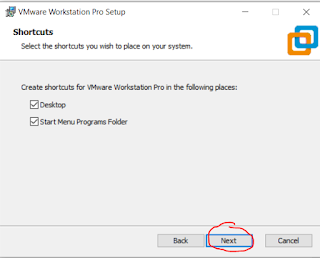 VMware Workstation Pro Setup
Shortcuts
Select the shortcuts you wish to place on your system.
Create shortcuts for VMware Workstation Pro in the following places:
Desktop
Start Menu Programs Folder
Back Next Cancel